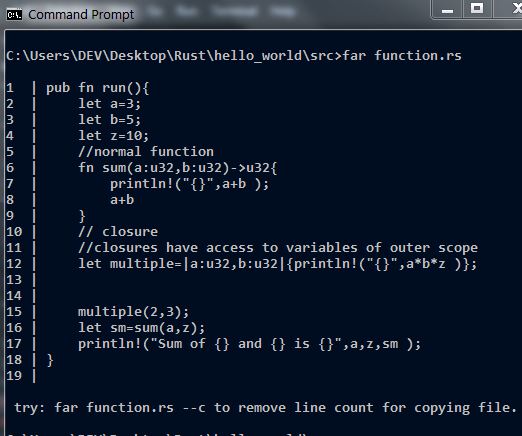 Command Prompt
C:\Users\DEV\Desktop\Rust\hello_world\src>far function.rs
1  | pub fn run(){
2  |     let a=3;
3  |     let b=5;
4  |     let z=10;
5  |     //normal function
6  |     fn sum(a:u32,b:u32)->u32{
7  |         println!("{}",a+b );
8  |         a+b
9  |     }
10 |     // closure
11 |     //closures have access to variables of outer scope
12 |     let multiple=|a:u32,b:u32|{println!("{}",a*b*z )};
13 |
14 |
15 |     multiple(2,3);
16 |     let sm=sum(a,z);
17 |     println!("Sum of {} and {} is {}",a,z,sm );
18 | }
19 |
try: far function.rs --c to remove line count for copying file.